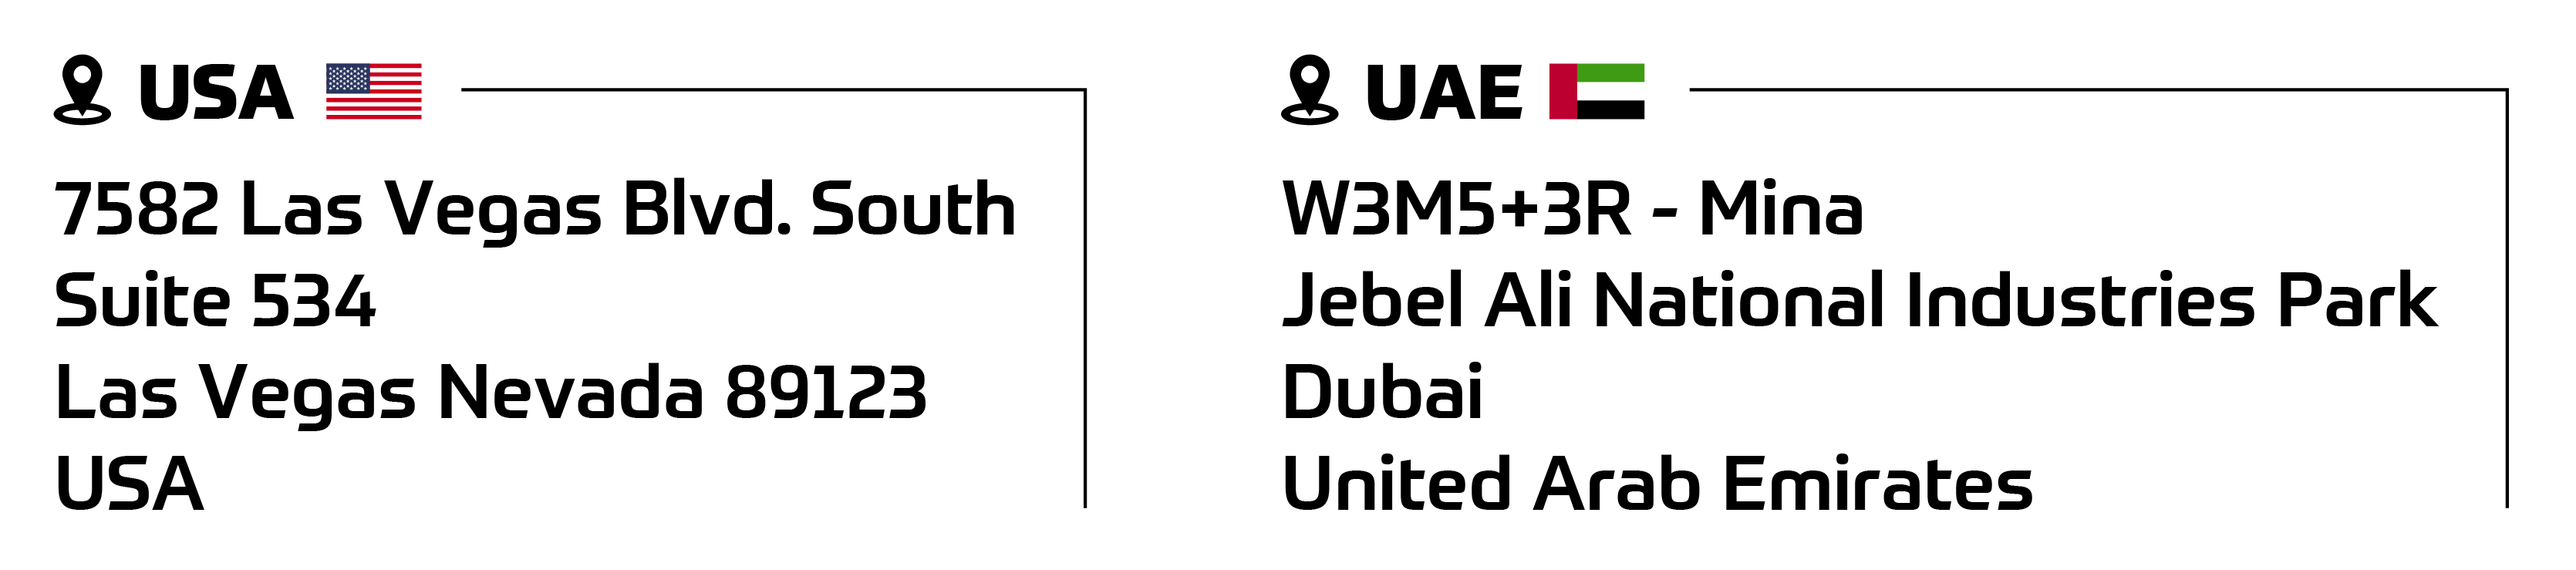 USA
7582 Las Vegas Blvd. South
Suite 534
Las Vegas Nevada 89123
USA
UAE
W3M5+3R - Mina
Jebel Ali National Industries Park
Dubai
United Arab Emirates